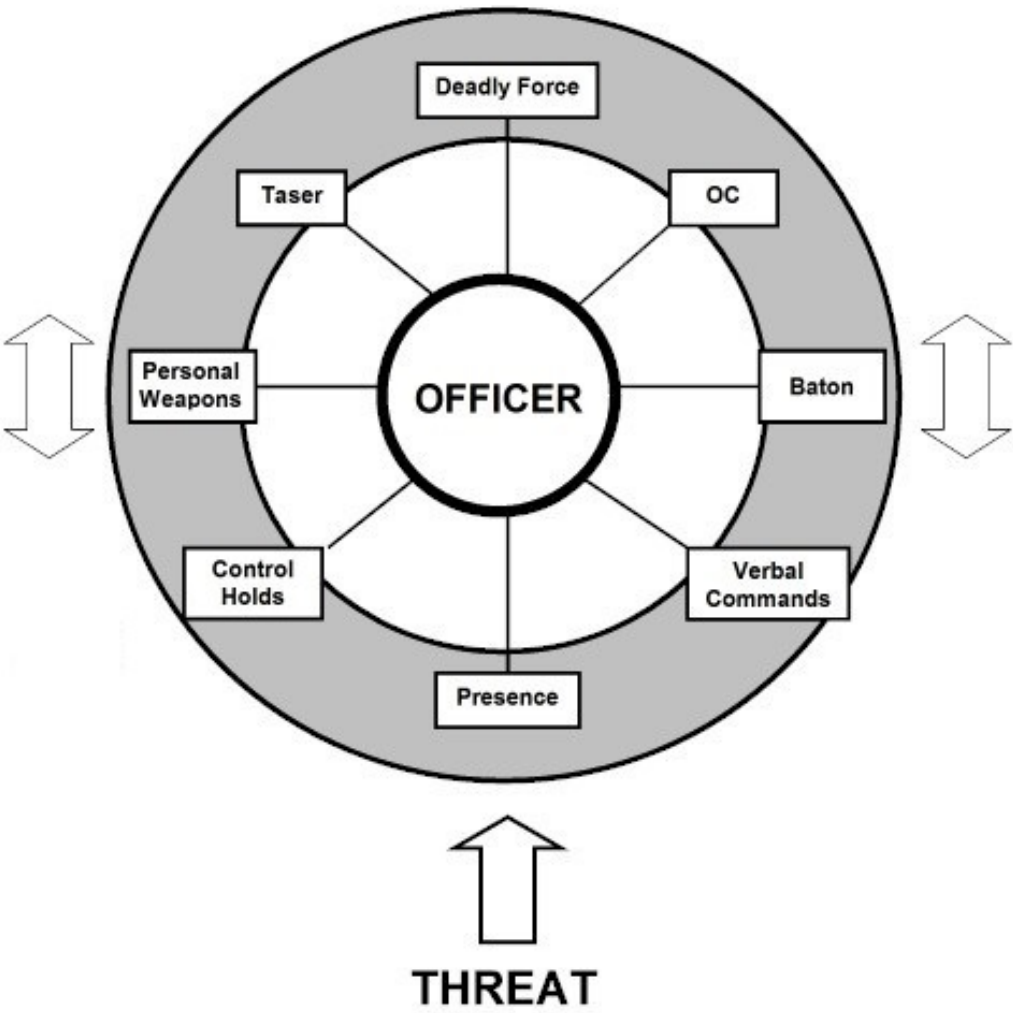 Deadly Force
Taser
OC
Personal
Weapons
OFFICER
Baton
Control
Holds
Verbal
Commands
Presence
THREAT